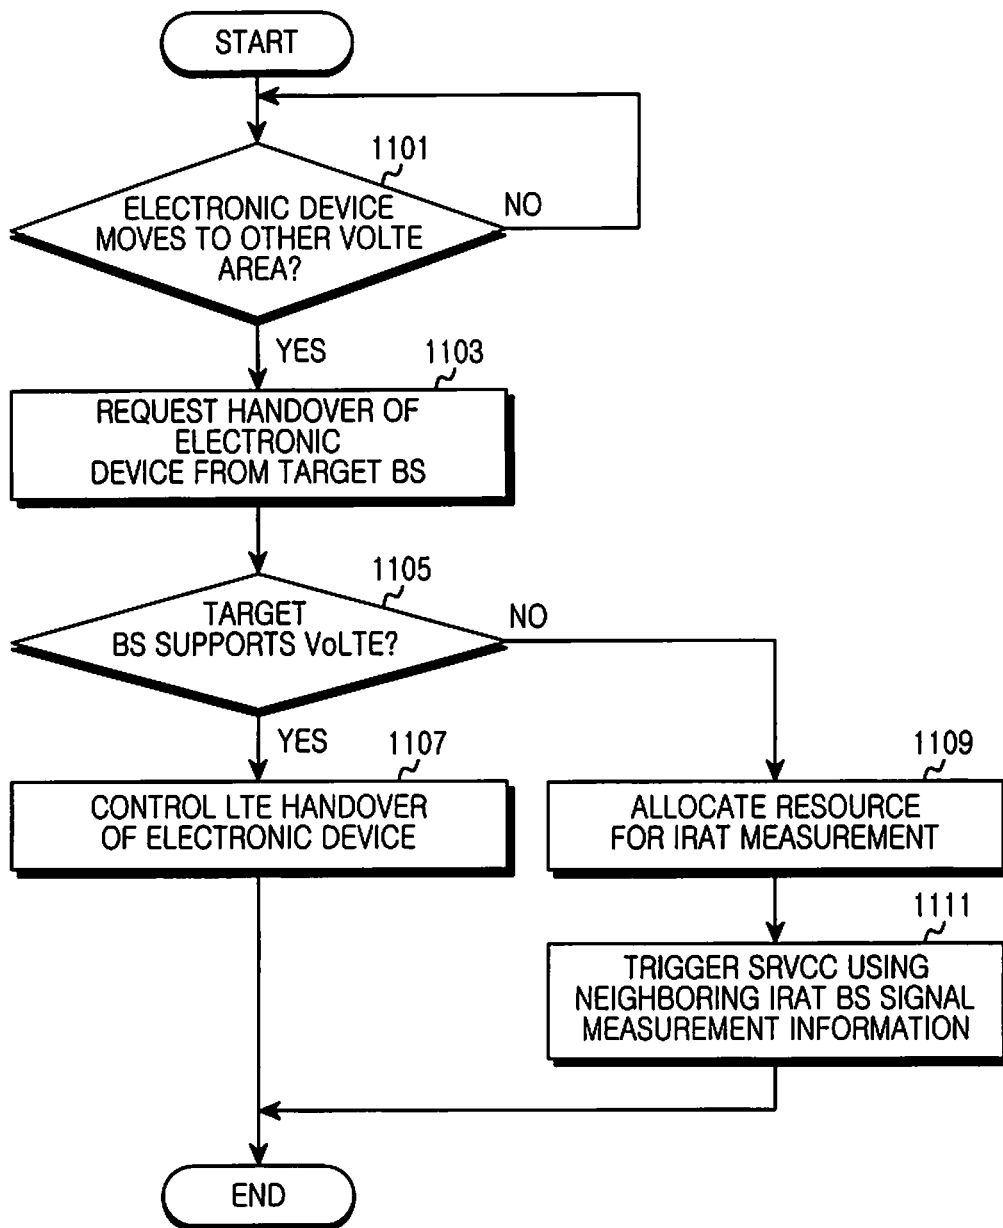 START
1101
ELECTRONIC DEVICE
MOVES TO OTHER VOLTE
AREA?
NO
YES
1103
REQUEST HANDOVER OF
ELECTRONIC
DEVICE FROM TARGET BS
1105
TARGET
BS SUPPORTS VoLTE?
NO
YES
1107
CONTROL LTE HANDOVER
OF ELECTRONIC DEVICE
1109
ALLOCATE RESOURCE
FOR IRAT MEASUREMENT
1111
TRIGGER SRVCC USING
NEIGHBORING IRAT BS SIGNAL
MEASUREMENT INFORMATION
END